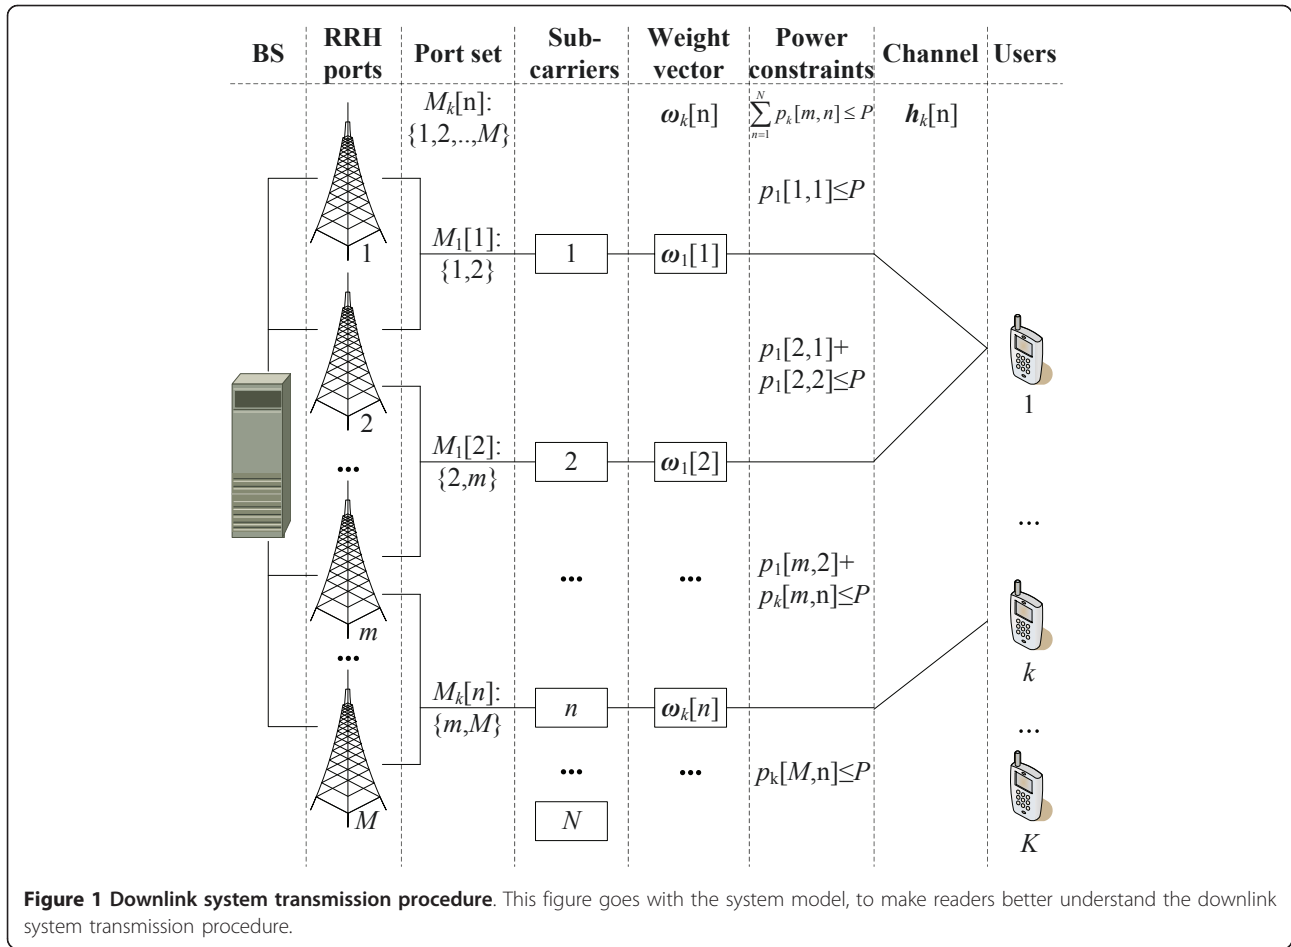 BS
RRH ports
Port set
Sub-carriers
Weight vector
Power constraints
Channel
Users
M_k[n]:
{1,2,..,M}
ω_k[n]
\sum_{n=1}^{N} p_k[m,n] ≤ P
h_k[n]
p_1[1,1]≤P
1
M_1[1]:
{1,2}
1
ω_1[1]
p_1[2,1]+
p_1[2,2]≤P
1
2
...
M_1[2]:
{2,m}
2
ω_1[2]
...
m
...
...
...
p_1[m,2]+
p_k[m,n]≤P
k
M_k[n]:
{m,M}
n
ω_k[n]
...
...
...
p_k[M,n]≤P
M
N
K
Figure 1 Downlink system transmission procedure. This figure goes with the system model, to make readers better understand the downlink
system transmission procedure.